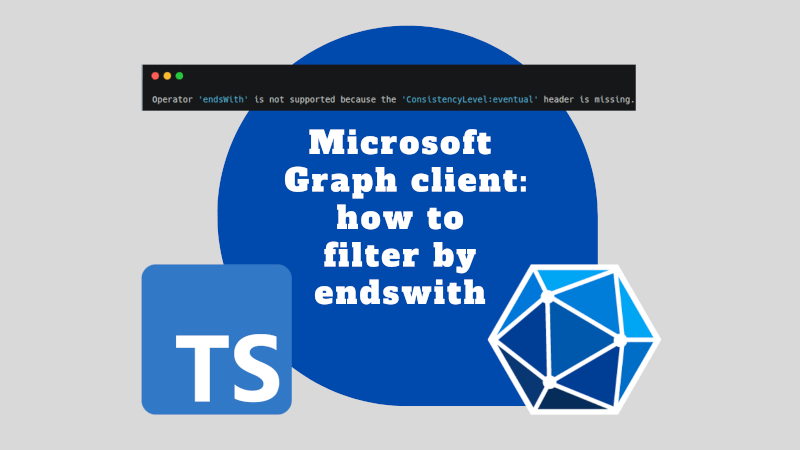 Operator 'endsWith' is not supported because the 'ConsistencyLevel:eventual' header is missing.
Microsoft
Graph client:
how to
filter by
endswith
TS